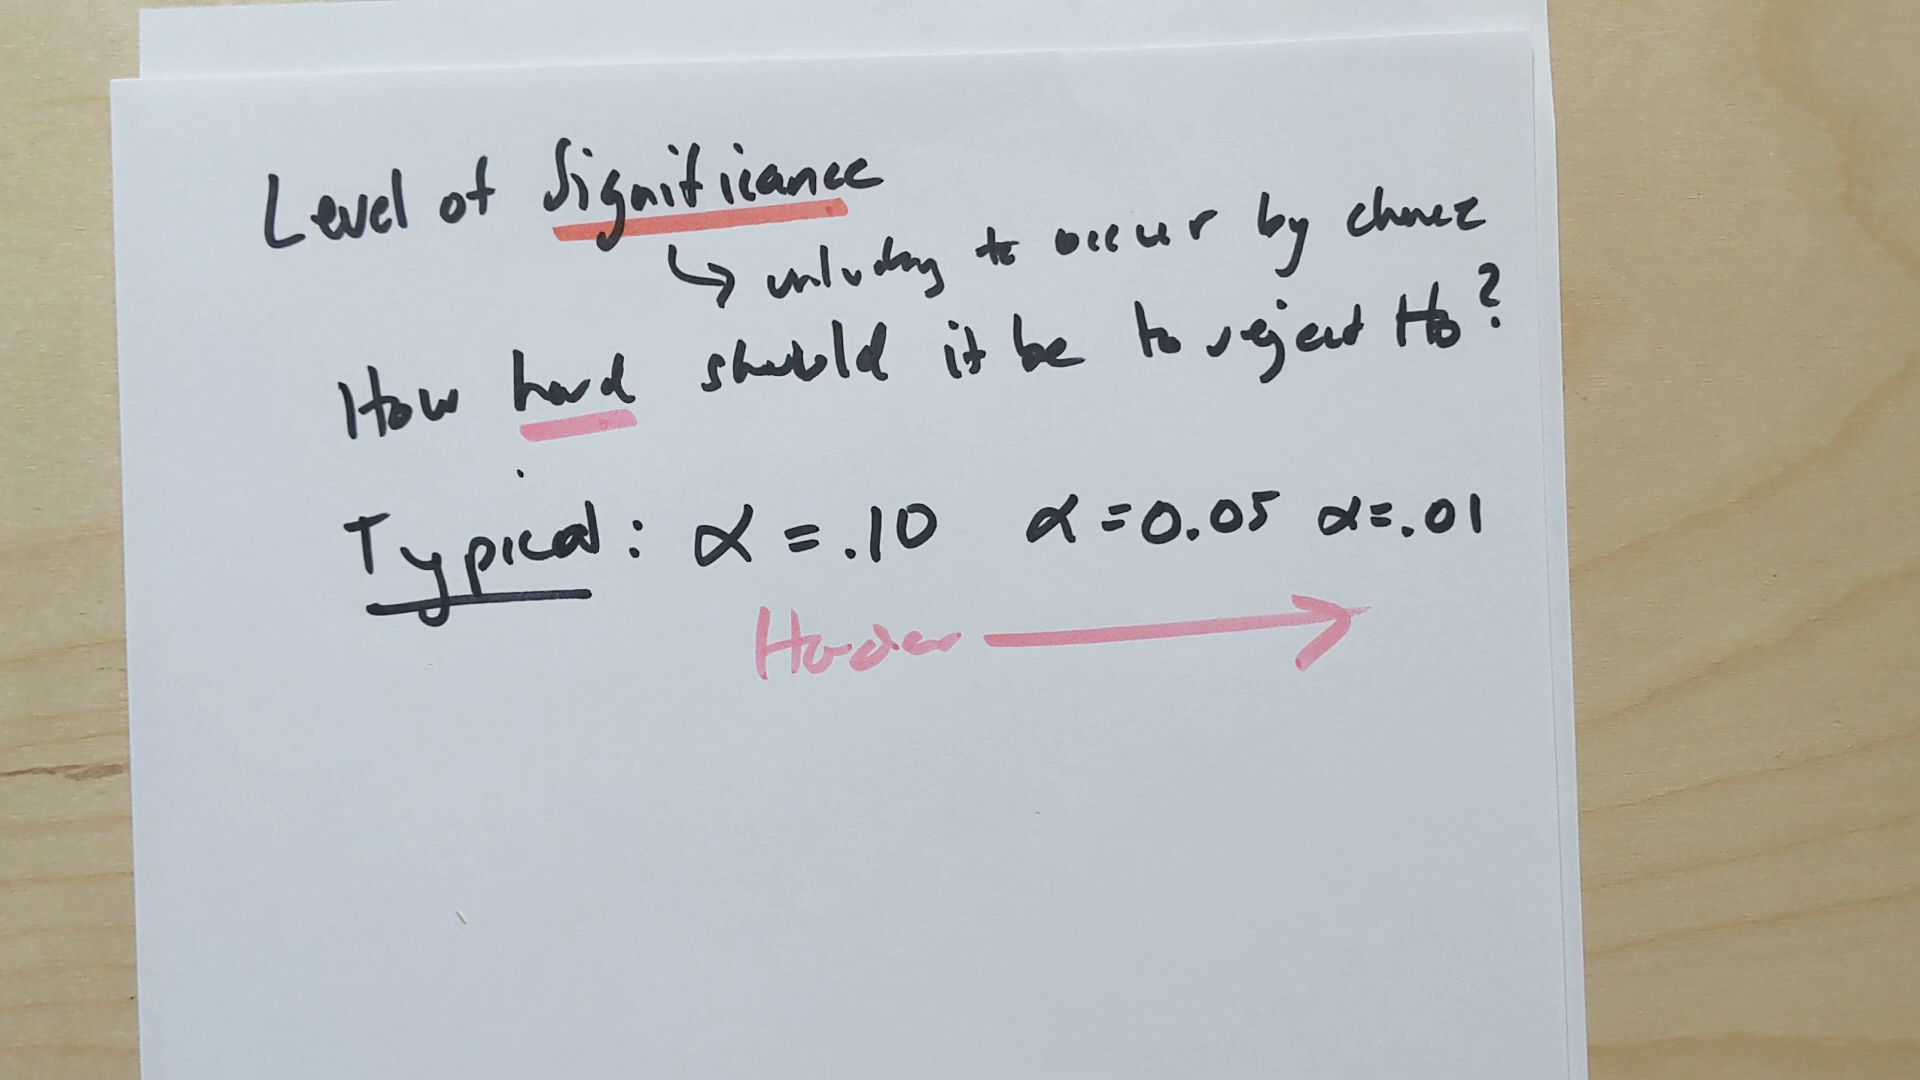 Level of Significance
↳ unlikely to occur by chance
How hard should it be to reject H₀?
Typical: α = .10 α = 0.05 α = .01
Harder →